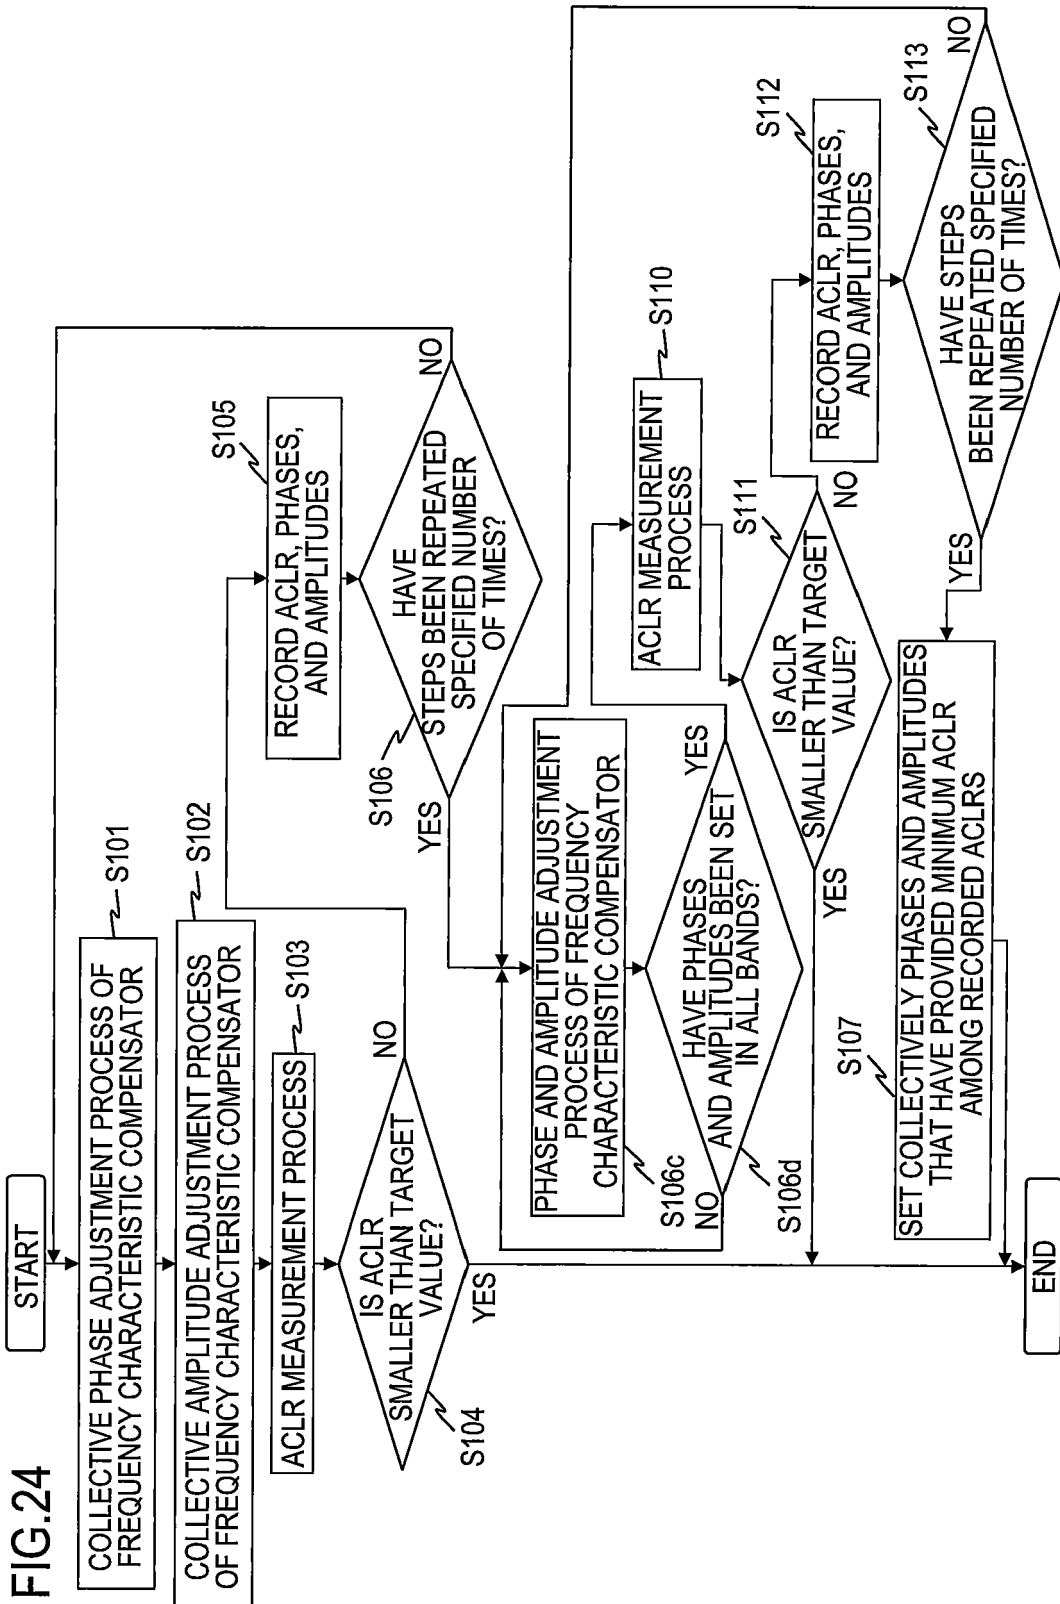 FIG.24
START
COLLECTIVE PHASE ADJUSTMENT PROCESS OF
FREQUENCY CHARACTERISTIC COMPENSATOR
S101
COLLECTIVE AMPLITUDE ADJUSTMENT PROCESS
OF FREQUENCY CHARACTERISTIC COMPENSATOR
S102
ACLR MEASUREMENT PROCESS
S103
IS ACLR
SMALLER THAN TARGET
VALUE?
S104
NO
YES
RECORD ACLR, PHASES,
AND AMPLITUDES
S105
HAVE
STEPS BEEN REPEATED
SPECIFIED NUMBER
OF TIMES?
S106
NO
YES
PHASE AND AMPLITUDE ADJUSTMENT
PROCESS OF FREQUENCY
CHARACTERISTIC COMPENSATOR
S106c
HAVE PHASES
AND AMPLITUDES BEEN SET
IN ALL BANDS?
S106d
NO
YES
ACLR MEASUREMENT
PROCESS
S110
IS ACLR
SMALLER THAN TARGET
VALUE?
S111
NO
YES
RECORD ACLR, PHASES,
AND AMPLITUDES
S112
HAVE STEPS
BEEN REPEATED SPECIFIED
NUMBER OF TIMES?
S113
NO
YES
SET COLLECTIVELY PHASES AND AMPLITUDES
THAT HAVE PROVIDED MINIMUM ACLR
AMONG RECORDED ACLRS
S107
END